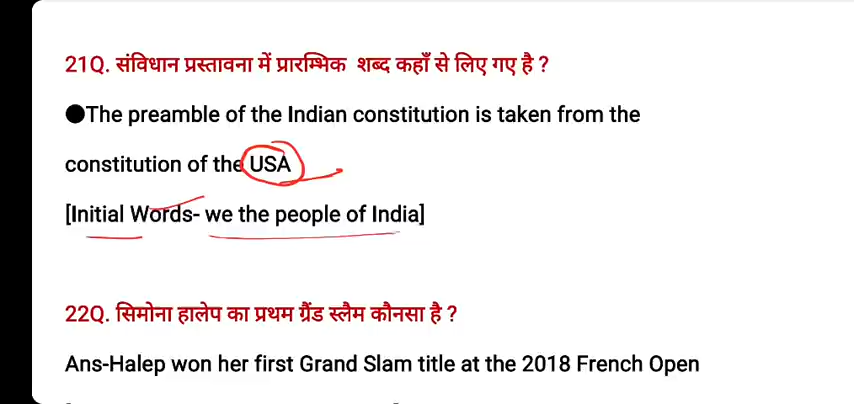 21Q. संविधान प्रस्तावना में प्रारम्भिक शब्द कहाँ से लिए गए है ?
●The preamble of the Indian constitution is taken from the
constitution of the USA
[Initial Words- we the people of India]
22Q. सिमोना हालेप का प्रथम ग्रैंड स्लैम कौनसा है ?
Ans-Halep won her first Grand Slam title at the 2018 French Open